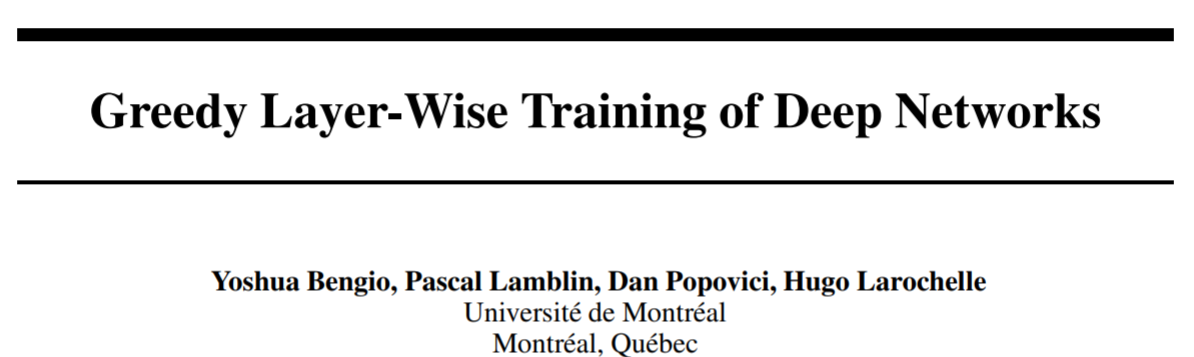 Greedy Layer-Wise Training of Deep Networks
Yoshua Bengio, Pascal Lamblin, Dan Popovici, Hugo Larochelle
Université de Montréal
Montréal, Québec